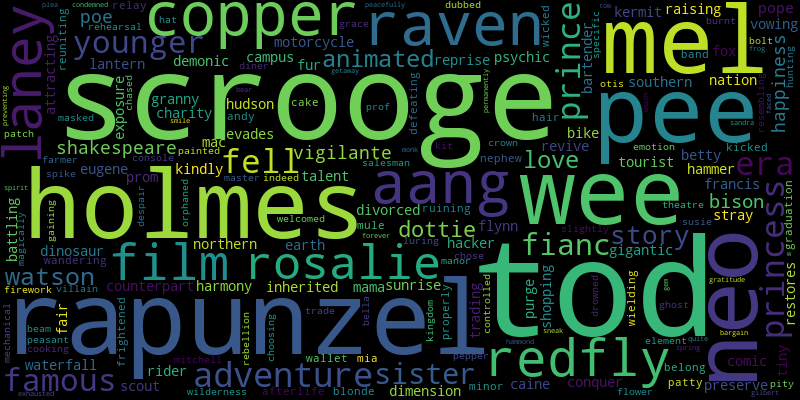 plea condemned peacefully dubbed relay
hat rehearsal grace
poe copper raven wicked prince
burnt kermit raising pope
specific vowing mel
younger motorcycle campus animated reprise psychic bartender
southern fox bolt band
lantern demonic fur happiness hunting
laney attracting reuniting exposure chased
scrooge
diner bear cake prof permanently
granny hudson charity andy defeating
otis nation pee
masked smile hair bike kicked
patch preventing painted mac evades
shakespeare vigilante kit revive emotion sandra
farmer console fell kindly salesman monk crown love tourist betty hammer era
spike eugene prom master indeed talent nephew
aang wee theatre francis bison stray
holmes despair orphaned welcomed divorced ruining
spirit battling gaining magically
dottie flynn susie
northern mule forever fianc story slightly
dinosaur earth luring hacker chose gigantic
wandering film rosalie manor
watson counterpart harmony inherited mama sunrise
tod neo princess graduation restores gratitude
firework villain properly controlled purge shopping drowned wielding ghost gem
rapunzel
mechanical beam fair rebellion choosing trade bella kingdom trading sneak
peasant cooking frightened mitchell wallet mia pepper
redfly element belong quite spring bargain comic tiny
waterfall rider adventure sister hammond
famous scout blonde dimension minor caine conquer patty preserve pity
exhausted wilderness afterlife getaway flower gilbert
resembling
tom
frog